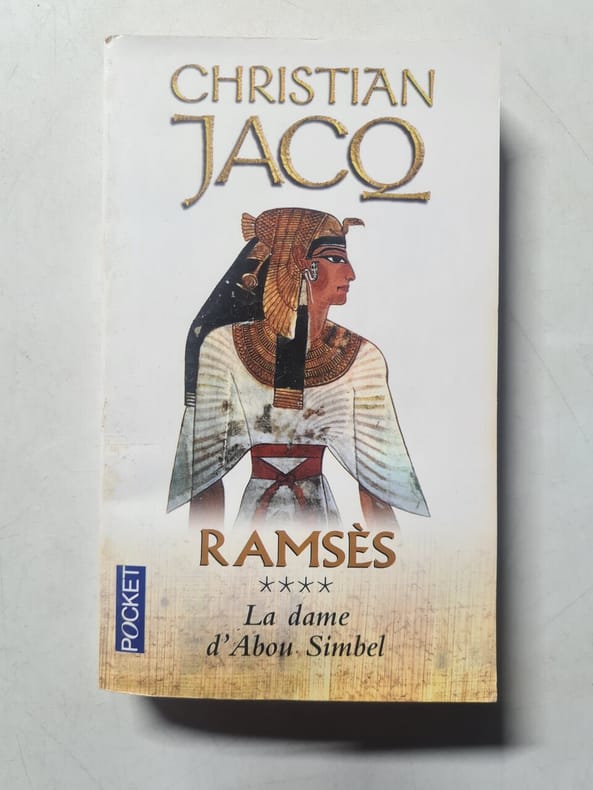 CHRISTIAN
JACQ
RAMSÈS
****
La dame
d'Abou Simbel
POCKET